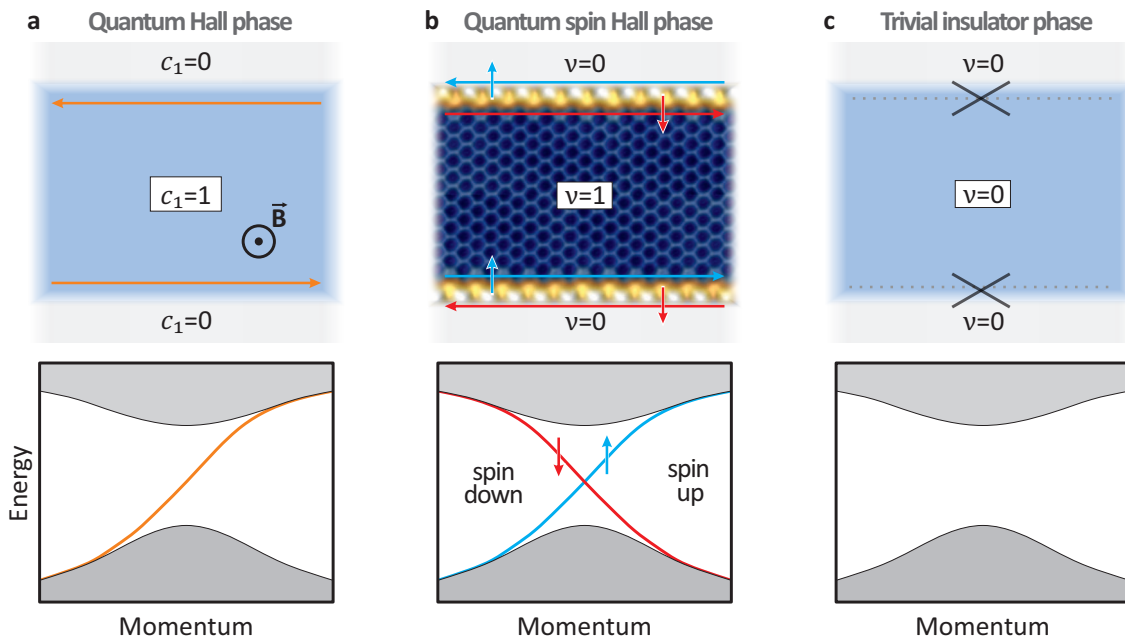 a Quantum Hall phase
c₁=0
c₁=1
B
c₁=0
b Quantum spin Hall phase
ν=0
ν=1
ν=0
c Trivial insulator phase
ν=0
ν=0
ν=0
Energy
Momentum
spin
down
spin
up
Momentum
Momentum